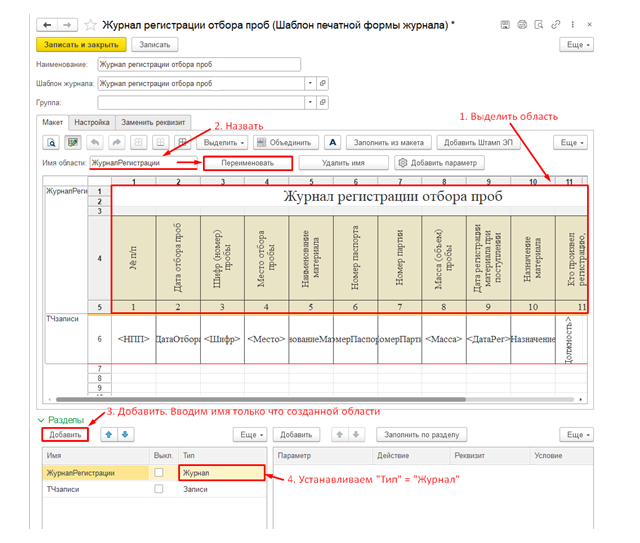 Журнал регистрации отбора проб (Шаблон печатной формы журнала) *
Записать и закрыть Записать Еще
Наименование: Журнал регистрации отбора проб
Шаблон журнала: Журнал регистрации отбора проб
Группа:
Макет Настройка Заменить реквизит
1. Выделить область
2. Назвать
Выделить Объединить А Заполнить из макета Добавить Штамп ЭП Еще
Имя области: ЖурналРегистрации Переименовать Удалить имя Добавить параметр
1 2 3 4 5 6 7 8 9 10 11
ЖурналРеги 1 Журнал регистрации отбора проб
2
3
4 № п/п Дата отбора проб Шифр (номер) пробы Место отбора пробы Наименование материала Номер паспорта Номер партии Масса (объем) пробы Дата регистрации материала при поступлении Назначение материала Кто произвел регистрацию,
5 1 2 3 4 5 6 7 8 9 10 11
ТЧзаписи 6 <НПП> ДатаОтбора <Шифр> <Место> нованиеМа мерПаспо омерПарти <Масса> <ДатаРег> Назначение Должность>
7
8
9
Разделы
3. Добавить. Вводим имя только что созданной области
Добавить Еще Добавить Заполнить по разделу Еще
Имя Выкл. Тип Параметр Действие Реквизит Условие
ЖурналРегистрации Журнал
ТЧзаписи Записи
4. Устанавливаем "Тип" = "Журнал"